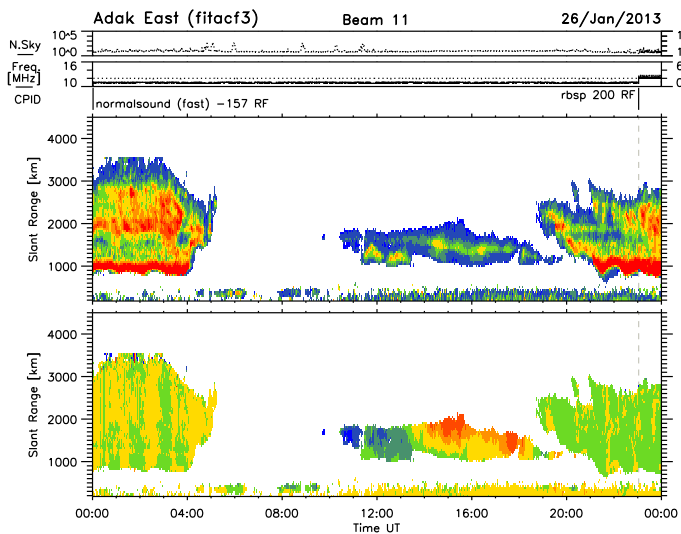 Adak East (fitacf3) Beam 11 26/Jan/2013
N.Sky 10^5 10^0 1
Freq. [MHz] 16 10 6
CPID normalsound (fast) -157 RF rbsp 200 RF
Slant Range [km]
4000
3000
2000
1000
Slant Range [km]
4000
3000
2000
1000
00:00 04:00 08:00 12:00 16:00 20:00 00:00
Time UT